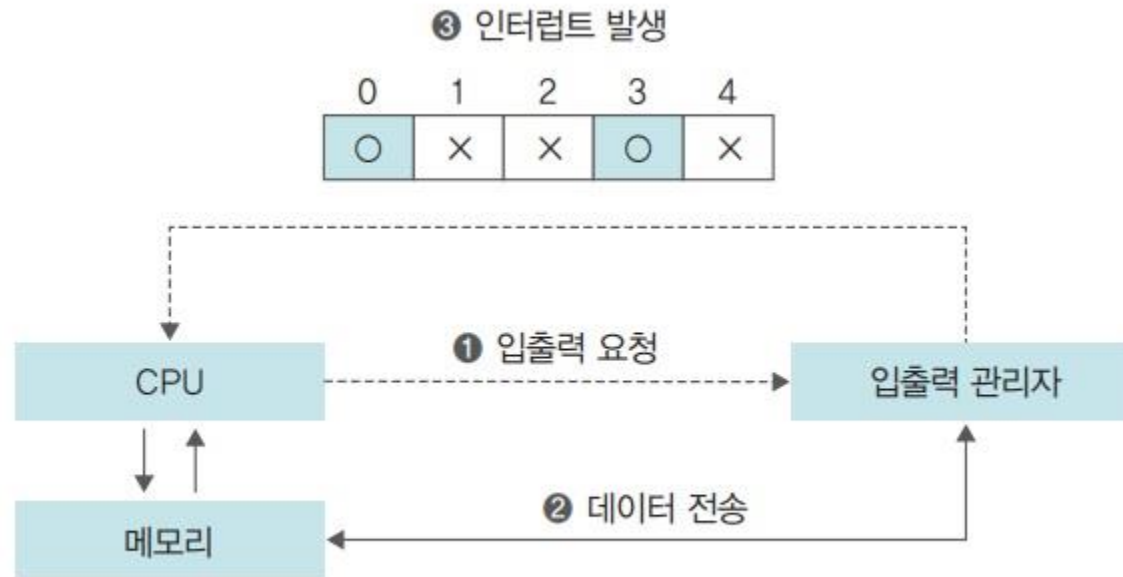 ❸ 인터럽트 발생
0 1 2 3 4
○ × × ○ ×
❶ 입출력 요청
CPU
입출력 관리자
❷ 데이터 전송
메모리